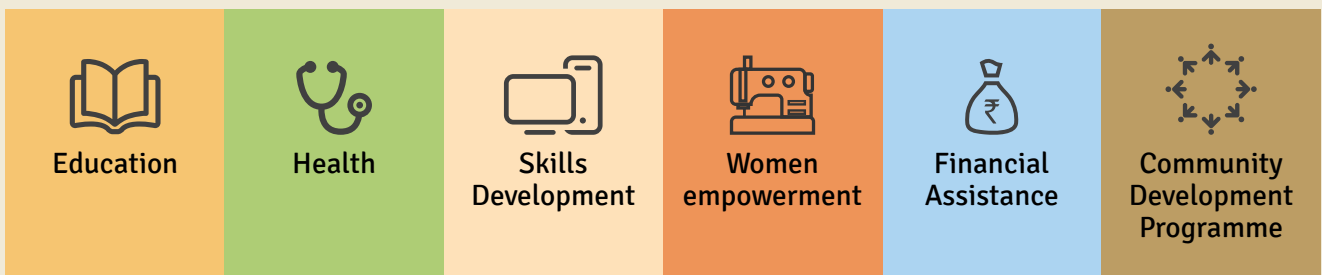 Education
Health
Skills
Development
Women
empowerment
₹
Financial
Assistance
Community
Development
Programme